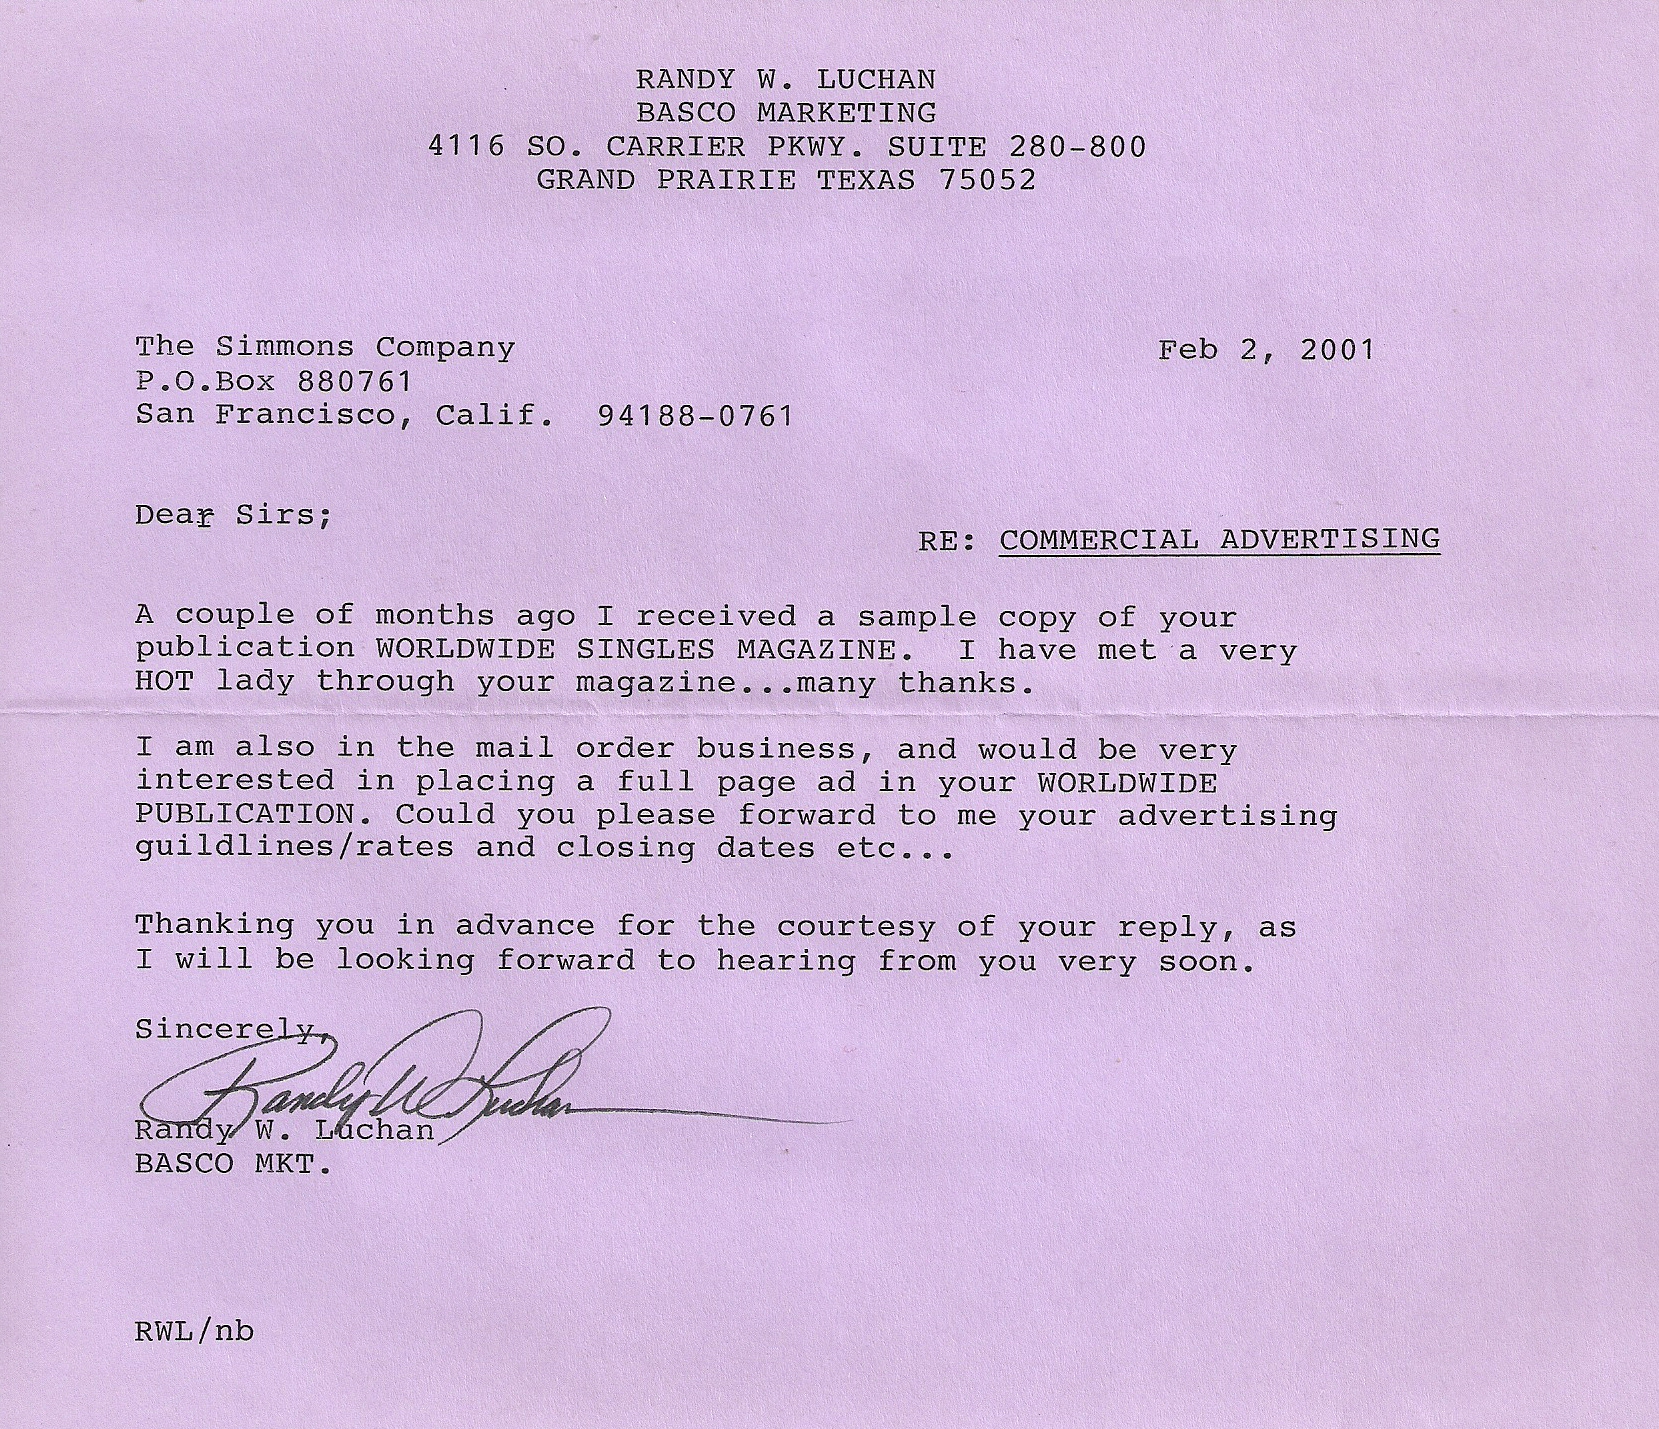 RANDY W. LUCHAN
BASCO MARKETING
4116 SO. CARRIER PKWY. SUITE 280-800
GRAND PRAIRIE TEXAS 75052
The Simmons Company
Feb 2, 2001
P.O.Box 880761
San Francisco, Calif.  94188-0761
Dear Sirs;
RE: COMMERCIAL ADVERTISING
A couple of months ago I received a sample copy of your
publication WORLDWIDE SINGLES MAGAZINE.  I have met a very
HOT lady through your magazine...many thanks.
I am also in the mail order business, and would be very
interested in placing a full page ad in your WORLDWIDE
PUBLICATION. Could you please forward to me your advertising
guildlines/rates and closing dates etc...
Thanking you in advance for the courtesy of your reply, as
I will be looking forward to hearing from you very soon.
Sincerely,
Randy W Luchan
Randy W. Luchan
BASCO MKT.
RWL/nb